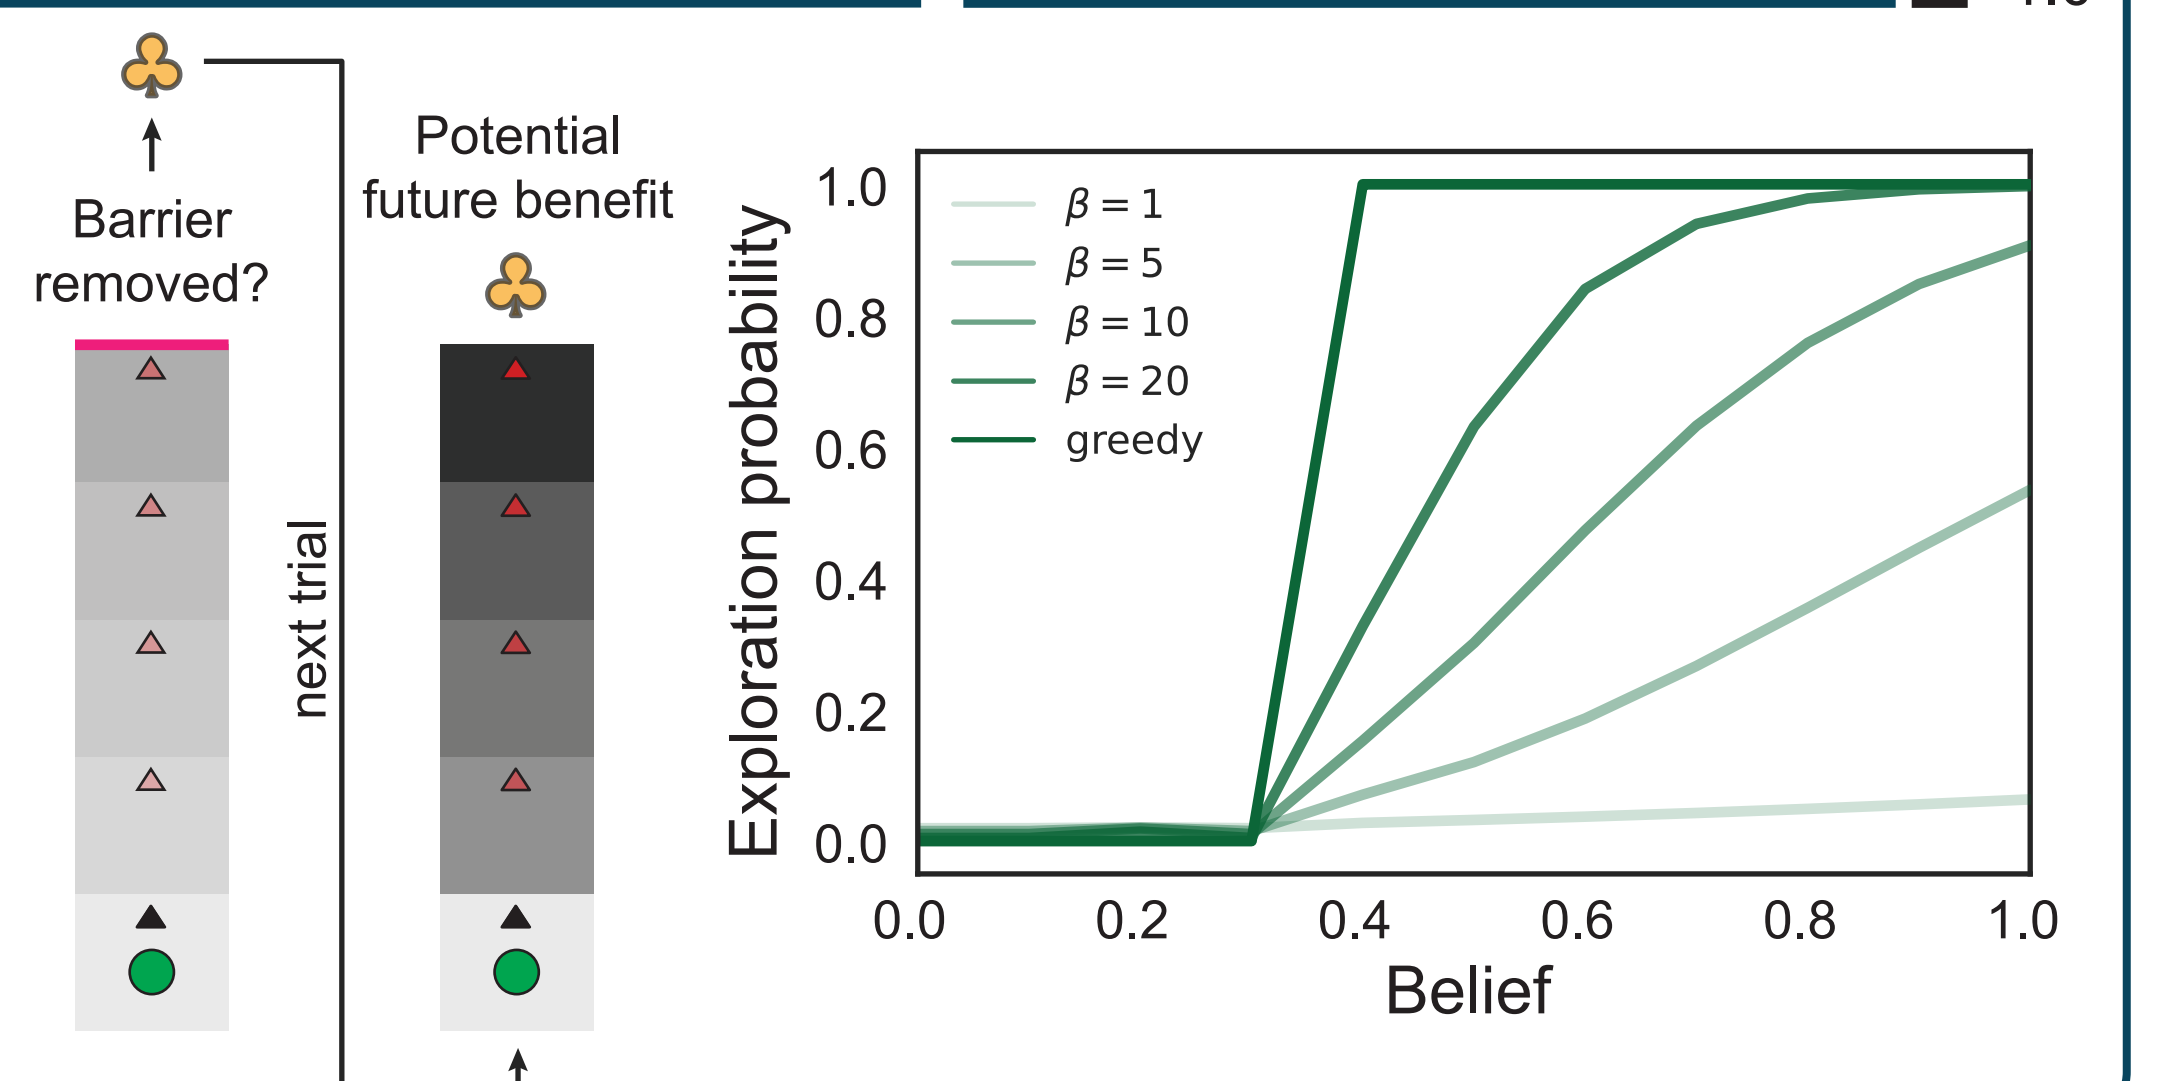 Barrier
removed?
next trial
Potential
future benefit
Exploration probability
1.0
0.8
0.6
0.4
0.2
0.0
β = 1
β = 5
β = 10
β = 20
greedy
0.0 0.2 0.4 0.6 0.8 1.0
Belief